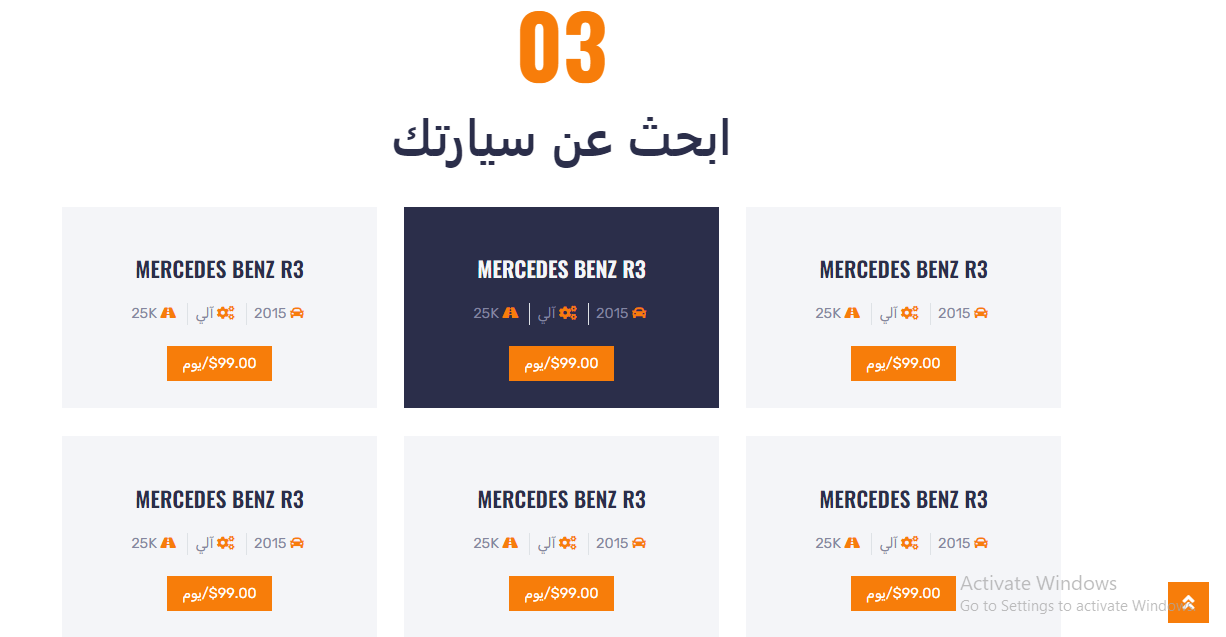 03
ابحث عن سيارتك
MERCEDES BENZ R3
2015 آلي 25K
$99.00/يوم
MERCEDES BENZ R3
2015 آلي 25K
$99.00/يوم
MERCEDES BENZ R3
2015 آلي 25K
$99.00/يوم
MERCEDES BENZ R3
2015 آلي 25K
$99.00/يوم
MERCEDES BENZ R3
2015 آلي 25K
$99.00/يوم
MERCEDES BENZ R3
2015 آلي 25K
$99.00/يوم
Activate Windows
Go to Settings to activate Windows.